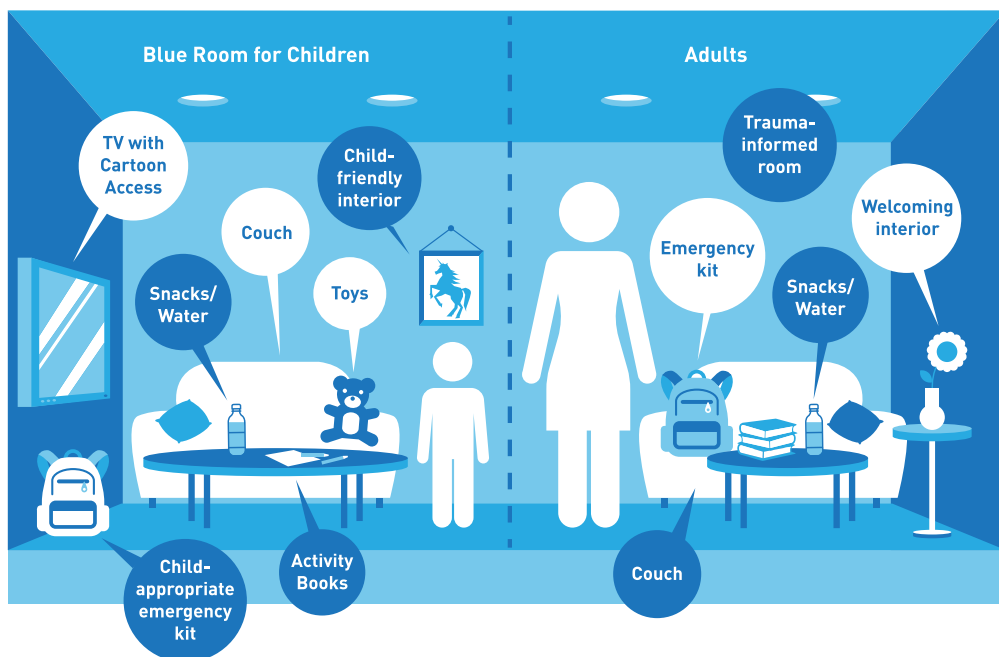 Blue Room for Children
TV with
Cartoon
Access
Child-
friendly
interior
Couch
Snacks/
Water
Toys
Child-
appropriate
emergency
kit
Activity
Books
Adults
Trauma-
informed
room
Welcoming
interior
Emergency
kit
Snacks/
Water
Couch